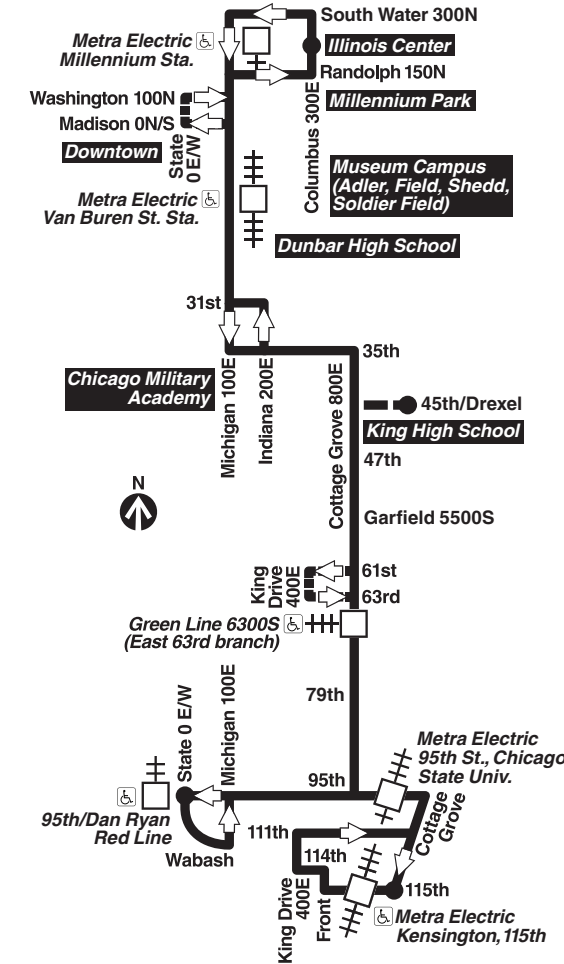 South Water 300N
Metra Electric
Millennium Sta.
Illinois Center
Randolph 150N
Washington 100N
Millennium Park
Madison 0N/S
Downtown
State
0 E/W
Columbus 300E
Museum Campus
(Adler, Field, Shedd,
Soldier Field)
Metra Electric
Van Buren St. Sta.
Dunbar High School
31st
35th
Chicago Military
Academy
Michigan 100E
Indiana 200E
Cottage Grove 800E
45th/Drexel
King High School
47th
N
Garfield 5500S
King
Drive
400E
61st
63rd
Green Line 6300S
(East 63rd branch)
79th
State 0 E/W
Michigan 100E
Metra Electric
95th St., Chicago
State Univ.
95th
95th/Dan Ryan
Red Line
Wabash
111th
Cottage
Grove
114th
King Drive
400E
Front
115th
Metra Electric
Kensington, 115th